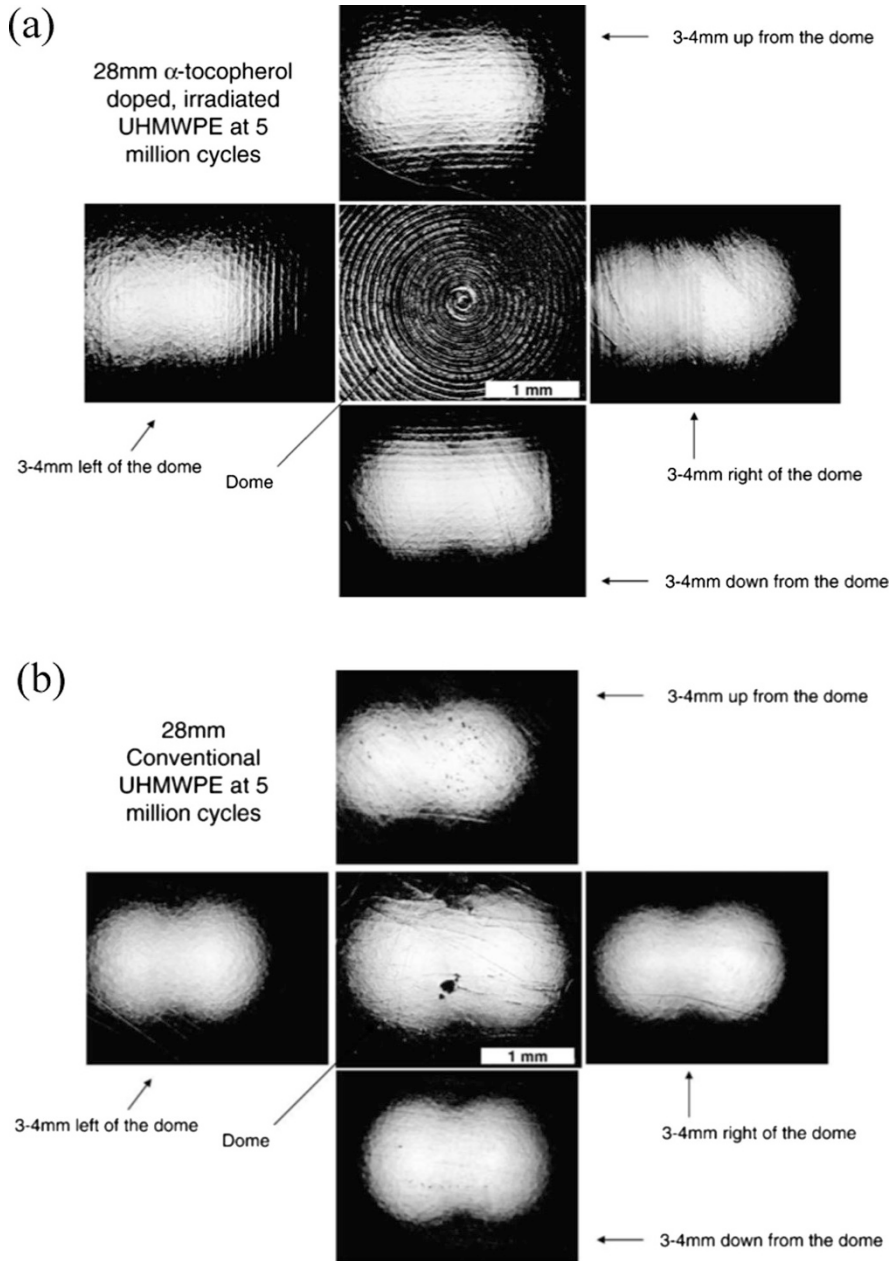 (a)
28mm α-tocopherol
doped, irradiated
UHMWPE at 5
million cycles
3-4mm up from the dome
1 mm
3-4mm left of the dome
Dome
3-4mm right of the dome
3-4mm down from the dome
(b)
28mm
Conventional
UHMWPE at 5
million cycles
3-4mm up from the dome
1 mm
3-4mm left of the dome
Dome
3-4mm right of the dome
3-4mm down from the dome